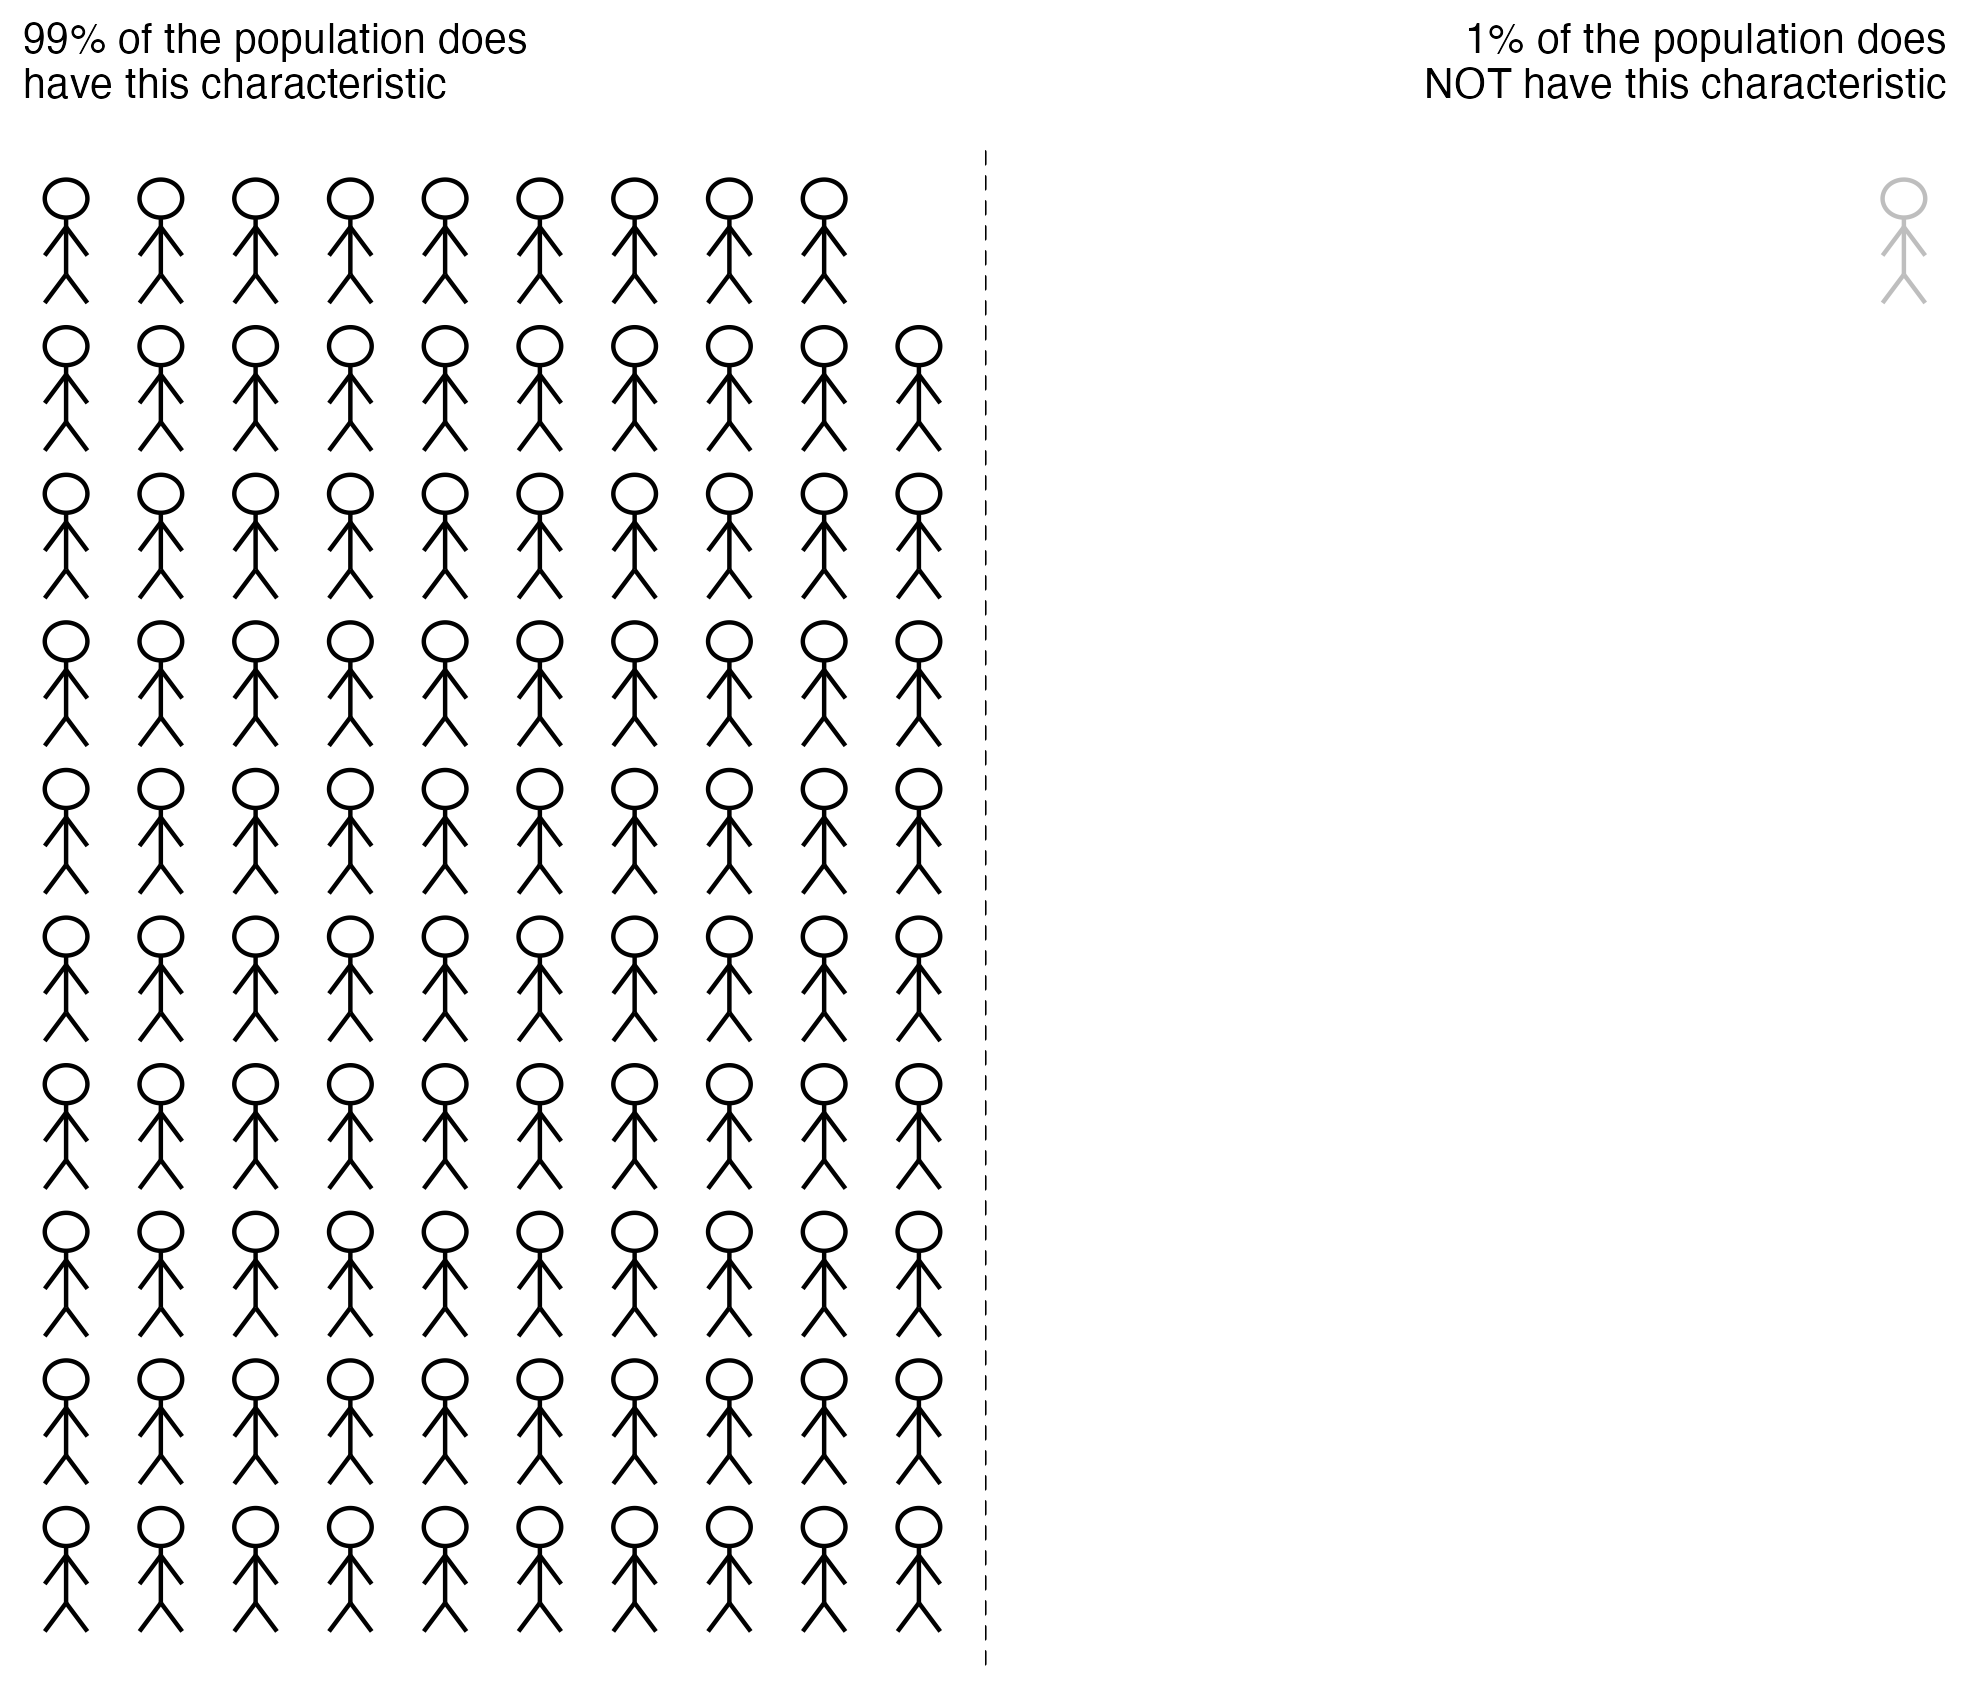 99% of the population does
have this characteristic
1% of the population does
NOT have this characteristic